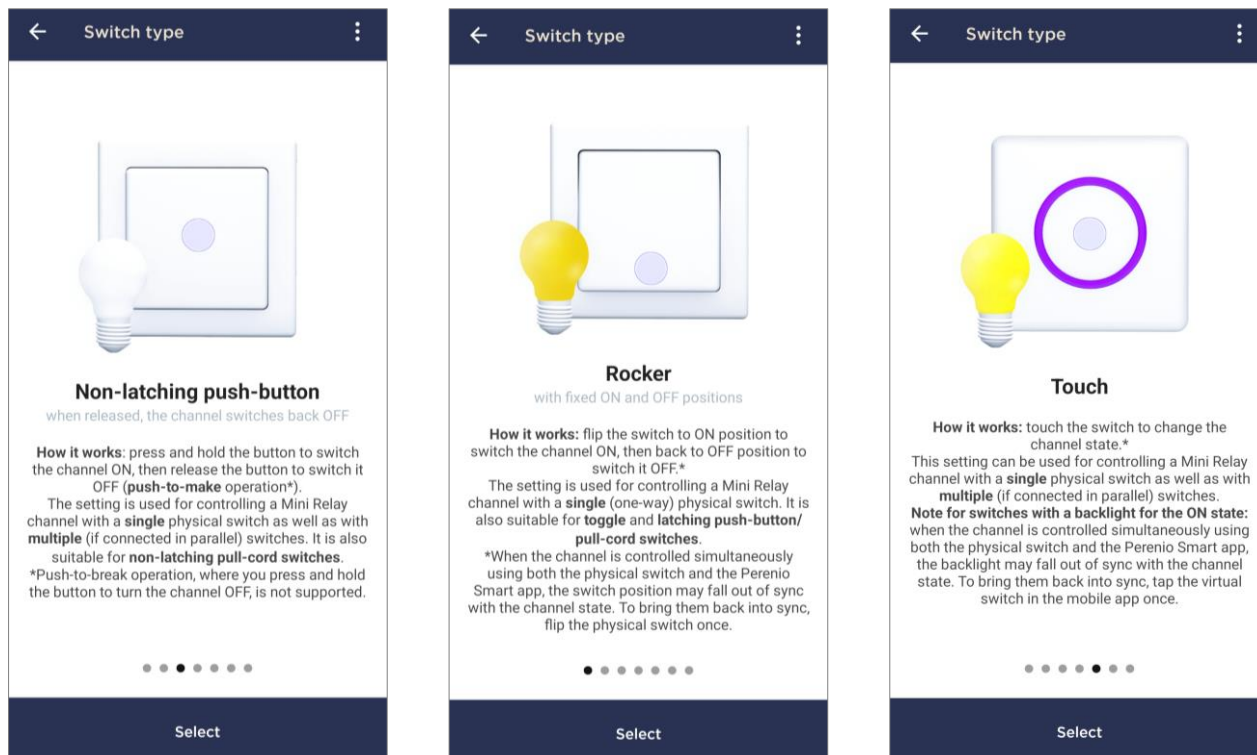 Switch type
Non-latching push-button
when released, the channel switches back OFF
How it works: press and hold the button to switch
the channel ON, then release the button to switch it
OFF (push-to-make operation*).
The setting is used for controlling a Mini Relay
channel with a single physical switch as well as with
multiple (if connected in parallel) switches. It is also
suitable for non-latching pull-cord switches.
*Push-to-break operation, where you press and hold
the button to turn the channel OFF, is not supported.
Select
Switch type
Rocker
with fixed ON and OFF positions
How it works: flip the switch to ON position to
switch the channel ON, then back to OFF position to
switch it OFF.*
The setting is used for controlling a Mini Relay
channel with a single (one-way) physical switch. It is
also suitable for toggle and latching push-button/
pull-cord switches.
*When the channel is controlled simultaneously
using both the physical switch and the Perenio
Smart app, the switch position may fall out of sync
with the channel state. To bring them back into sync,
flip the physical switch once.
Select
Switch type
Touch
How it works: touch the switch to change the
channel state.*
This setting can be used for controlling a Mini Relay
channel with a single physical switch as well as with
multiple (if connected in parallel) switches.
Note for switches with a backlight for the ON state:
when the channel is controlled simultaneously using
both the physical switch and the Perenio Smart app,
the backlight may fall out of sync with the channel
state. To bring them back into sync, tap the virtual
switch in the mobile app once.
Select